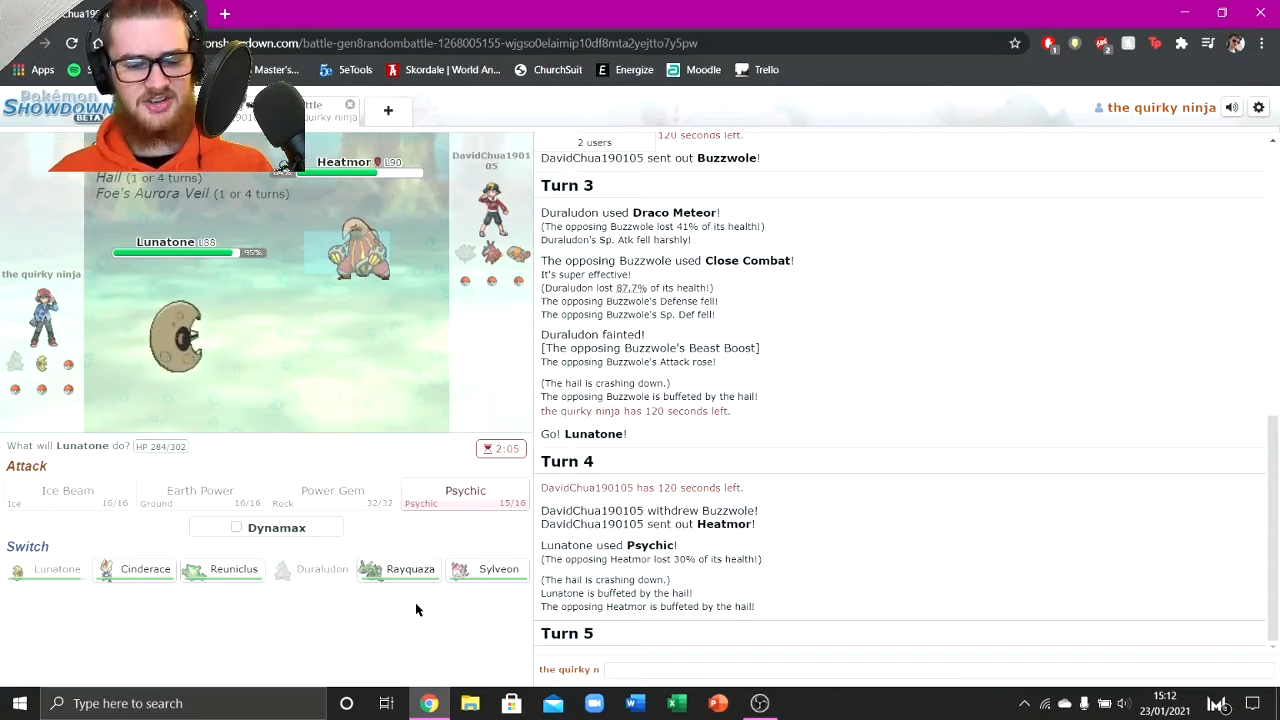 Chua19
+
onshowdown.com/battle-gen8randombattle-1268005155-wjgso0elaimip10df8mta2yejtto7y5pw
Apps
Master's...
5eTools
Skordale | World An...
ChurchSuit
Energize
Moodle
Trello
Pokémon
SHOWDOWN
BETA
the quirky ninja
the quirky ninja
2 users
120 seconds left.
DavidChua190105 sent out Buzzwole!
Turn 3
Duraludon used Draco Meteor!
(The opposing Buzzwole lost 41% of its health!)
Duraludon's Sp. Atk fell harshly!
The opposing Buzzwole used Close Combat!
It's super effective!
(Duraludon lost 87.7% of its health!)
The opposing Buzzwole's Defense fell!
The opposing Buzzwole's Sp. Def fell!
Duraludon fainted!
[The opposing Buzzwole's Beast Boost]
The opposing Buzzwole's Attack rose!
(The hail is crashing down.)
The opposing Buzzwole is buffeted by the hail!
the quirky ninja has 120 seconds left.
Go! Lunatone!
Turn 4
DavidChua190105 has 120 seconds left.
DavidChua190105 withdrew Buzzwole!
DavidChua190105 sent out Heatmor!
Lunatone used Psychic!
(The opposing Heatmor lost 30% of its health!)
(The hail is crashing down.)
Lunatone is buffeted by the hail!
The opposing Heatmor is buffeted by the hail!
Turn 5
the quirky n
Hail (1 or 4 turns)
Foe's Aurora Veil (1 or 4 turns)
Heatmor L90
DavidChua1901
05
Lunatone L88
95%
the quirky ninja
What will Lunatone do? HP 284/302
2:05
Attack
Ice Beam
Ice 16/16
Earth Power
Ground 16/16
Power Gem
Rock 32/32
Psychic
Psychic 15/16
Dynamax
Switch
Lunatone
Cinderace
Reuniclus
Duraludon
Rayquaza
Sylveon
Type here to search
15:12
23/01/2021